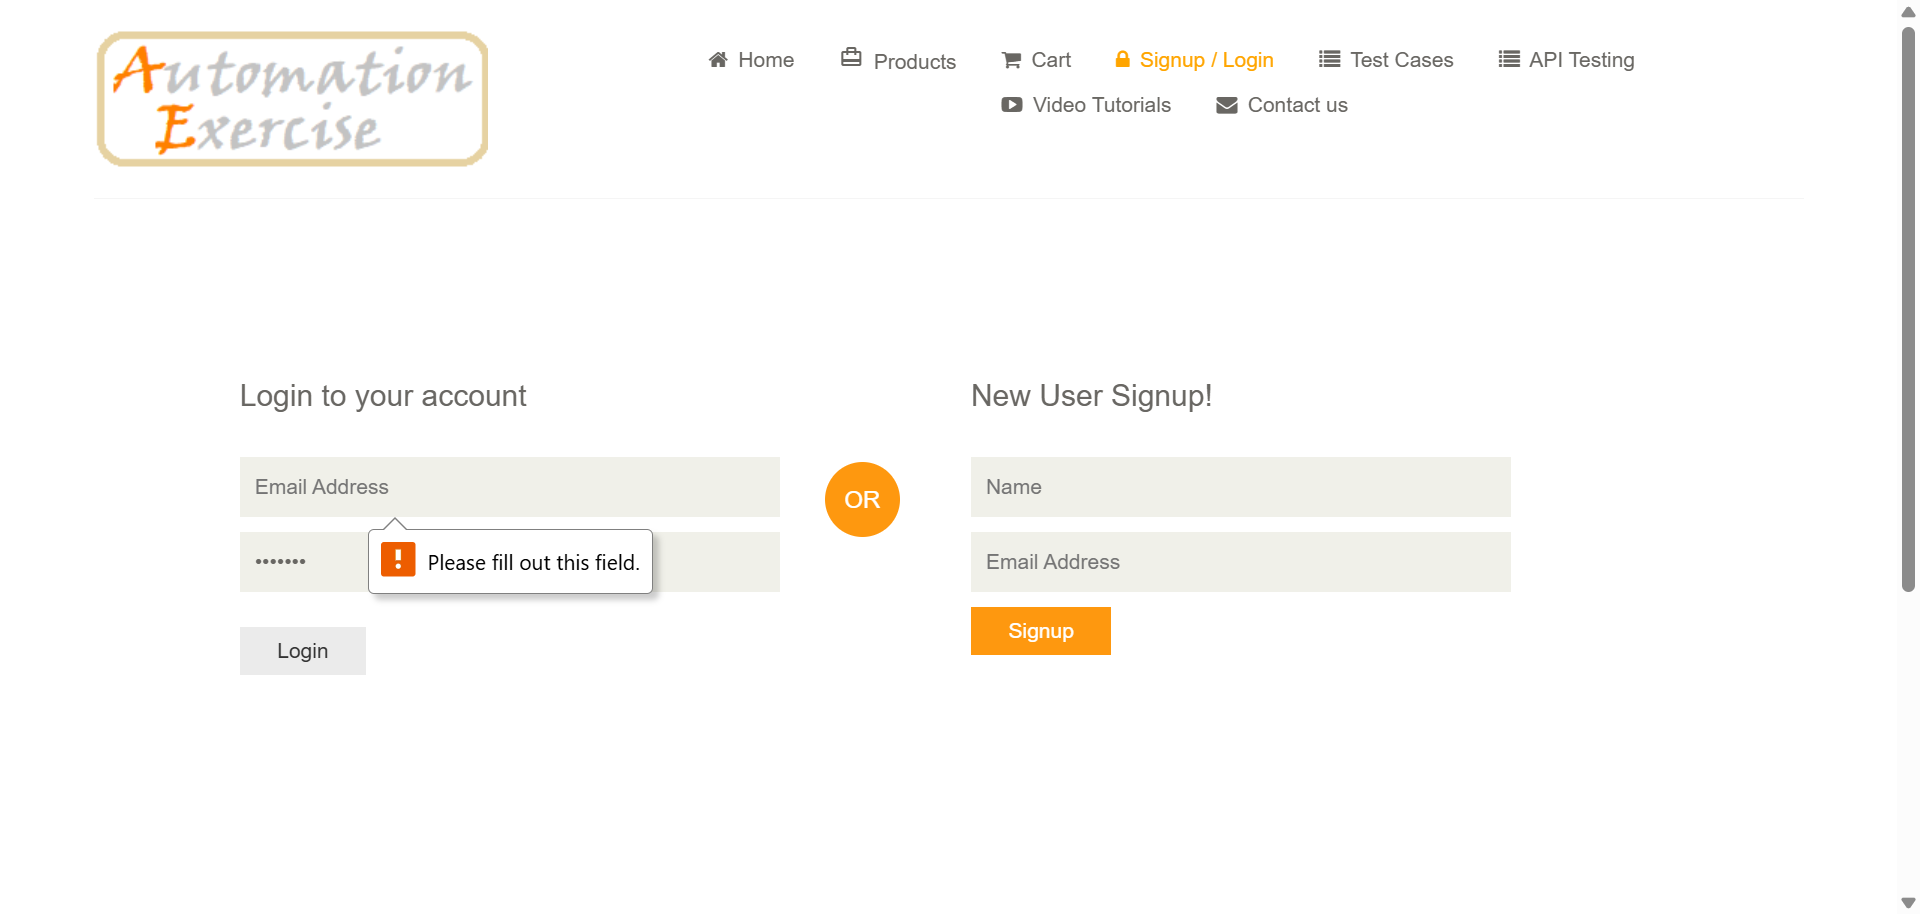 Automation
Exercise
Home
Products
Cart
Signup / Login
Test Cases
API Testing
Video Tutorials
Contact us
Login to your account
New User Signup!
Email Address
OR
Name
•••••••
Please fill out this field.
Email Address
Login
Signup